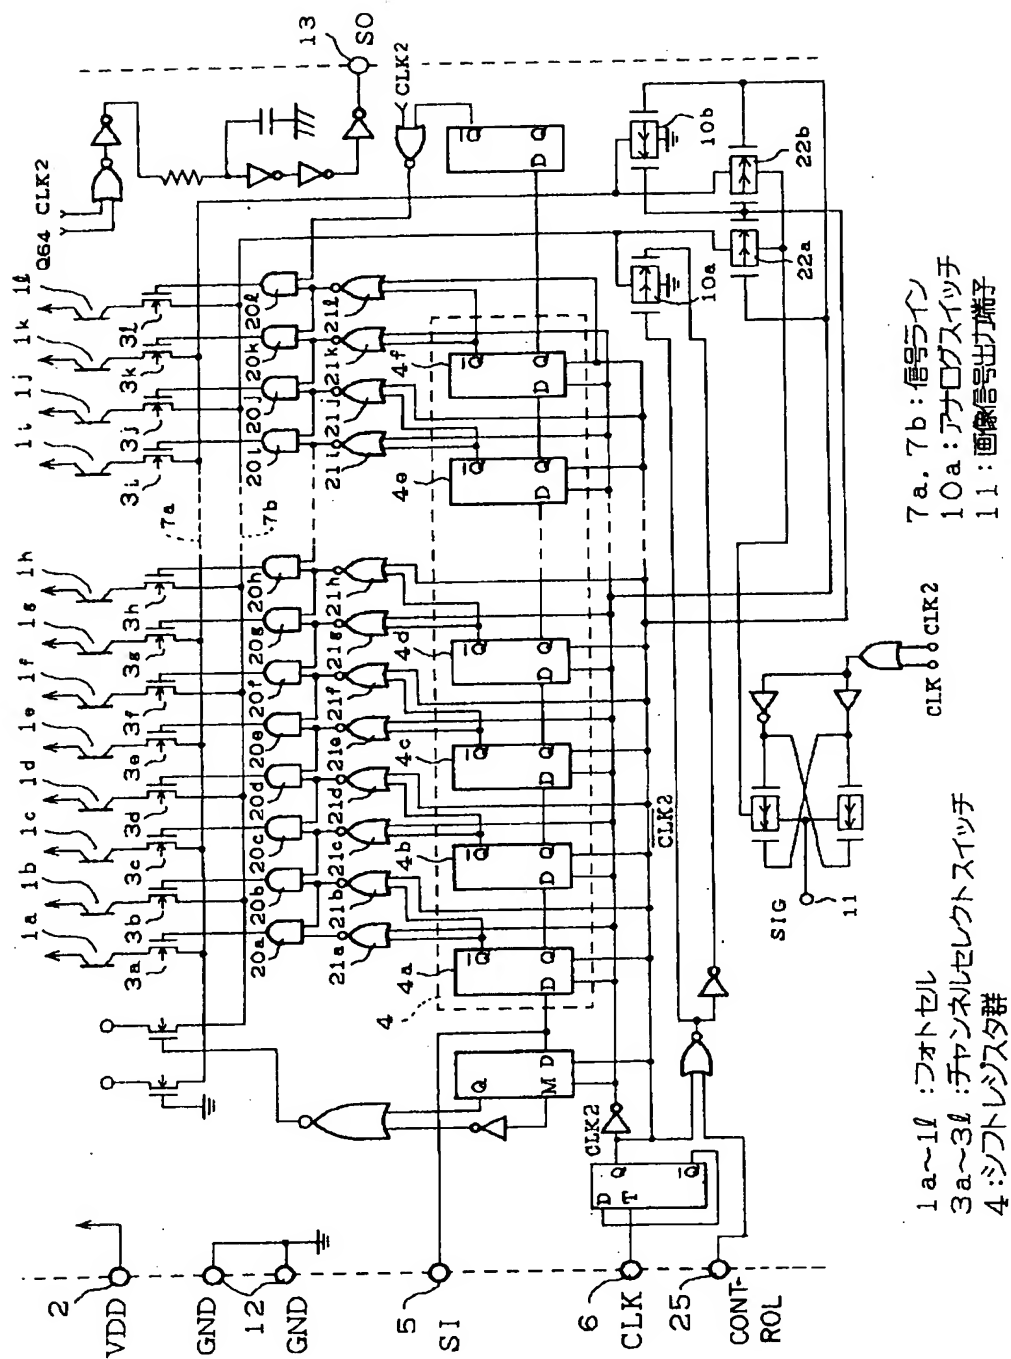 2
VDD
GND
12
GND
5
SI
6
CLK
25
CONT-
ROL
1a 1b 1c 1d 1e 1f 1g 1h 1i 1j 1k 1ℓ
3a 3b 3c 3d 3e 3f 3g 3h 3i 3j 3k 3ℓ
7a
7b
20a 20b 20c 20d 20e 20f 20g 20h 20i 20j 20k 20ℓ
21a 21b 21c 21d 21e 21f 21g 21h 21i 21j 21k 21ℓ
4
4a 4b 4c 4d 4e 4f
Q
M D
Q̅
D Q
Q̅
D Q
Q̅
D Q
Q̅
D Q
Q̅
D Q
Q̅
D Q
Q̅
D Q
D Q
T Q̅
CLK2
C̅L̅K̅2̅
Q64 CLK2
13
SO
CLK2
10a
10b
22a
22b
SIG
11
CLK CLK2
1a~1ℓ:フォトセル
3a~3ℓ:チャンネルセレクトスイッチ
4:シフトレジスタ群
7a,7b:信号ライン
10a:アナログスイッチ
11:画像信号出力端子